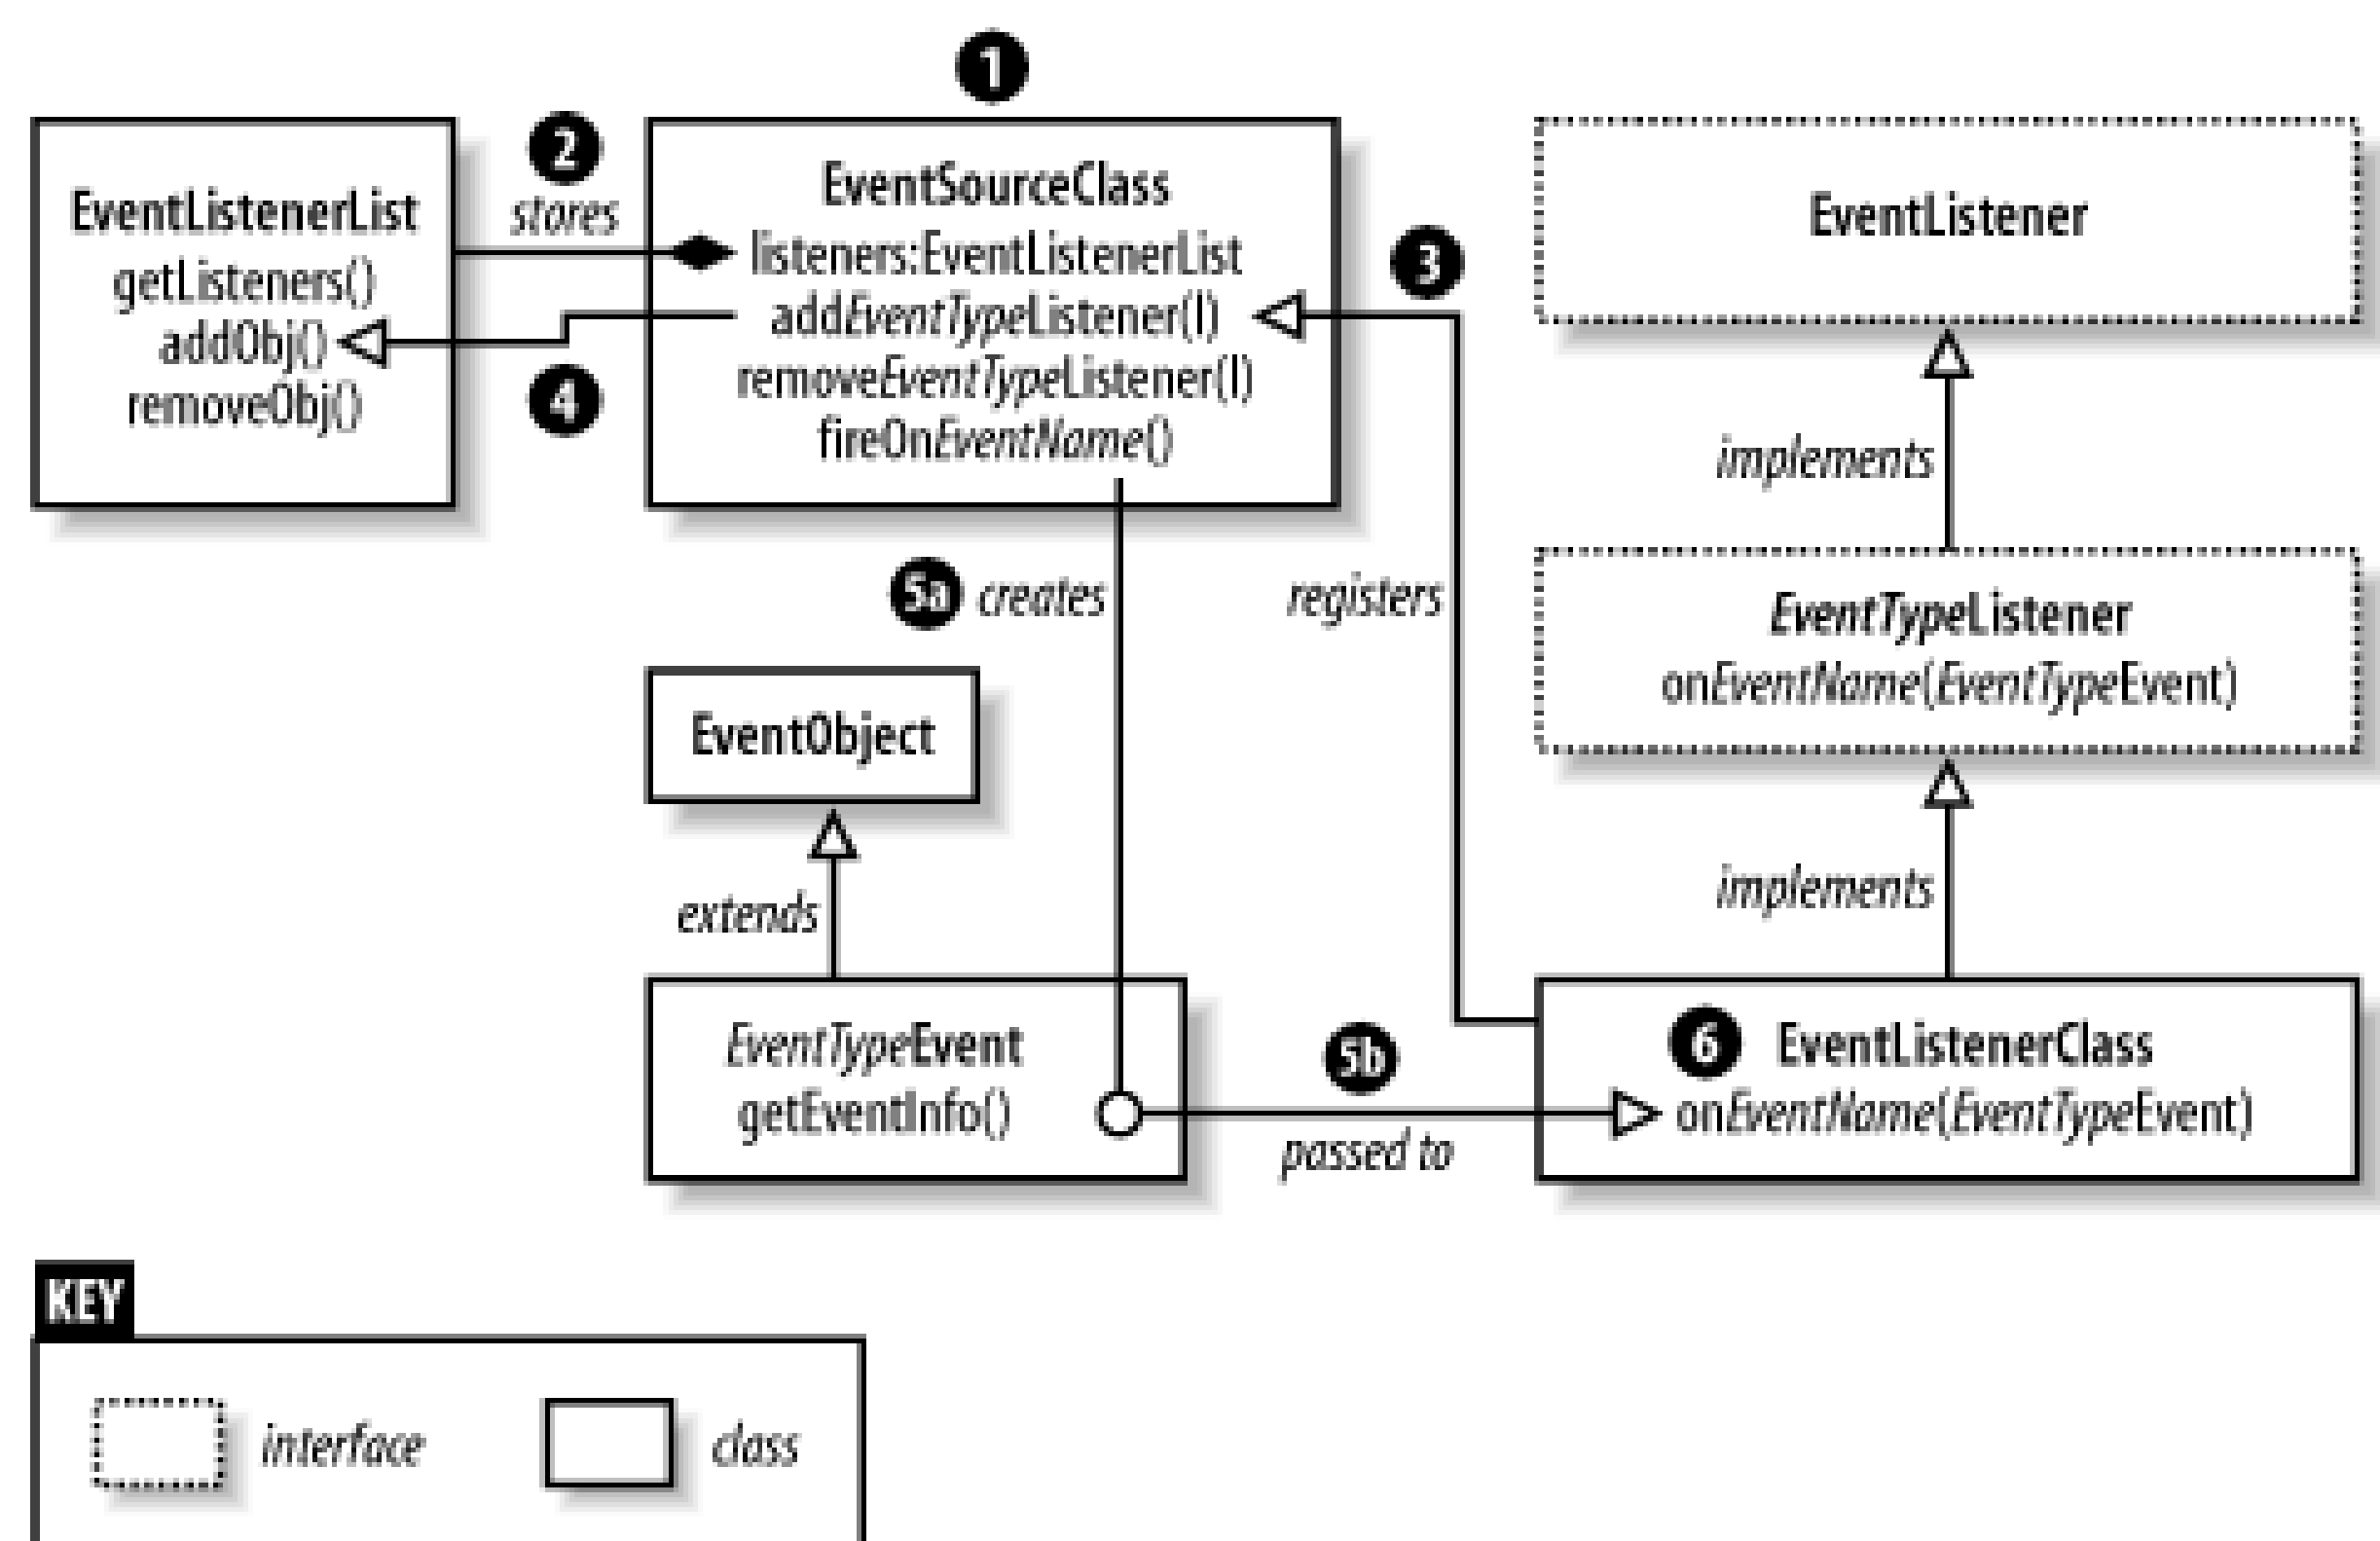 1
2
stores
EventListenerList
getListeners()
addObj()
removeObj()
4
EventSourceClass
listeners:EventListenerList
addEventTypeListener(l)
removeEventTypeListener(l)
fireOnEventName()
3
EventListener
implements
5a creates
registers
EventTypeListener
onEventName(EventTypeEvent)
EventObject
extends
implements
EventTypeEvent
getEventInfo()
5b
passed to
6 EventListenerClass
onEventName(EventTypeEvent)
KEY
interface
class